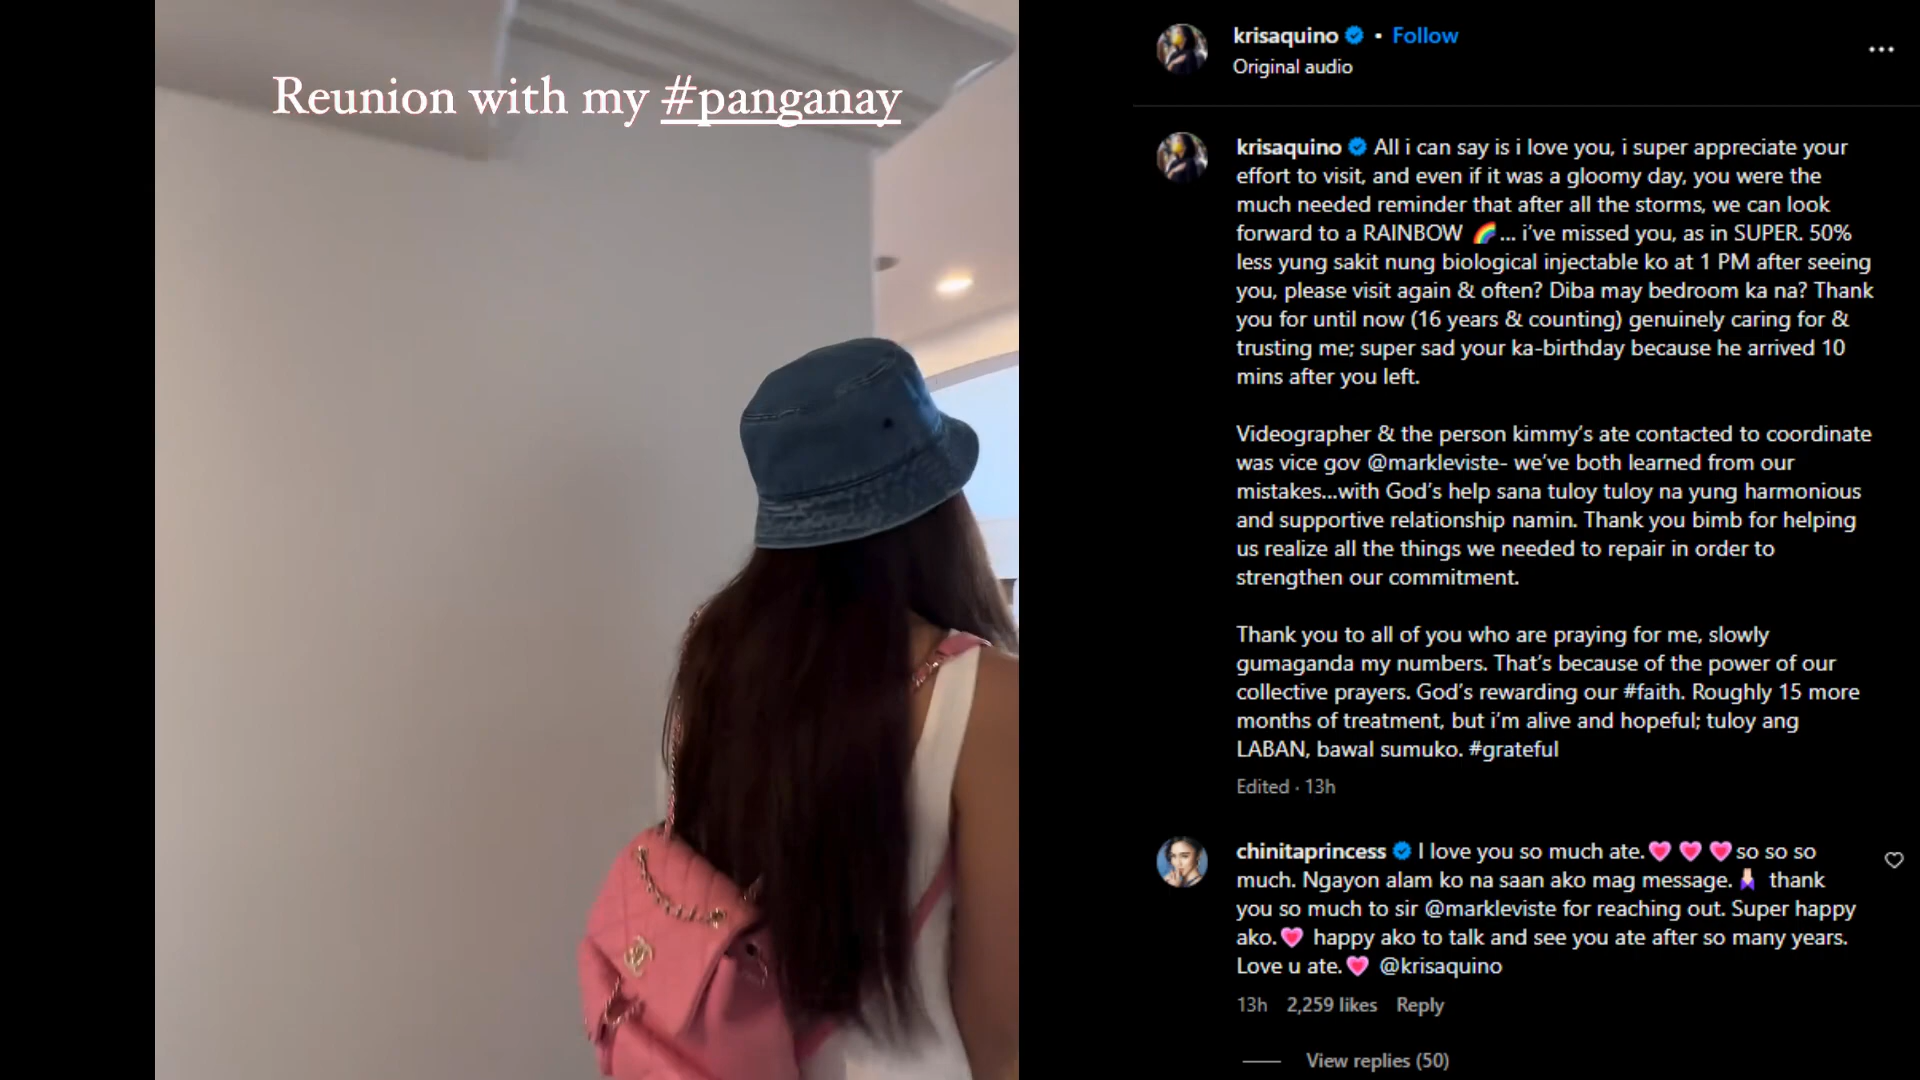 Reunion with my #panganay
krisaquino • Follow
Original audio
krisaquino All i can say is i love you, i super appreciate your
effort to visit, and even if it was a gloomy day, you were the
much needed reminder that after all the storms, we can look
forward to a RAINBOW 🌈... i've missed you, as in SUPER. 50%
less yung sakit nung biological injectable ko at 1 PM after seeing
you, please visit again & often? Diba may bedroom ka na? Thank
you for until now (16 years & counting) genuinely caring for &
trusting me; super sad your ka-birthday because he arrived 10
mins after you left.
Videographer & the person kimmy's ate contacted to coordinate
was vice gov @markleviste- we've both learned from our
mistakes...with God's help sana tuloy tuloy na yung harmonious
and supportive relationship namin. Thank you bimb for helping
us realize all the things we needed to repair in order to
strengthen our commitment.
Thank you to all of you who are praying for me, slowly
gumaganda my numbers. That's because of the power of our
collective prayers. God's rewarding our #faith. Roughly 15 more
months of treatment, but i'm alive and hopeful; tuloy ang
LABAN, bawal sumuko. #grateful
Edited · 13h
chinitaprincess I love you so much ate.💗 💗 💗so so so
much. Ngayon alam ko na saan ako mag message.🙏🏻 thank
you so much to sir @markleviste for reaching out. Super happy
ako.💗 happy ako to talk and see you ate after so many years.
Love u ate.💗 @krisaquino
13h 2,259 likes Reply
View replies (50)